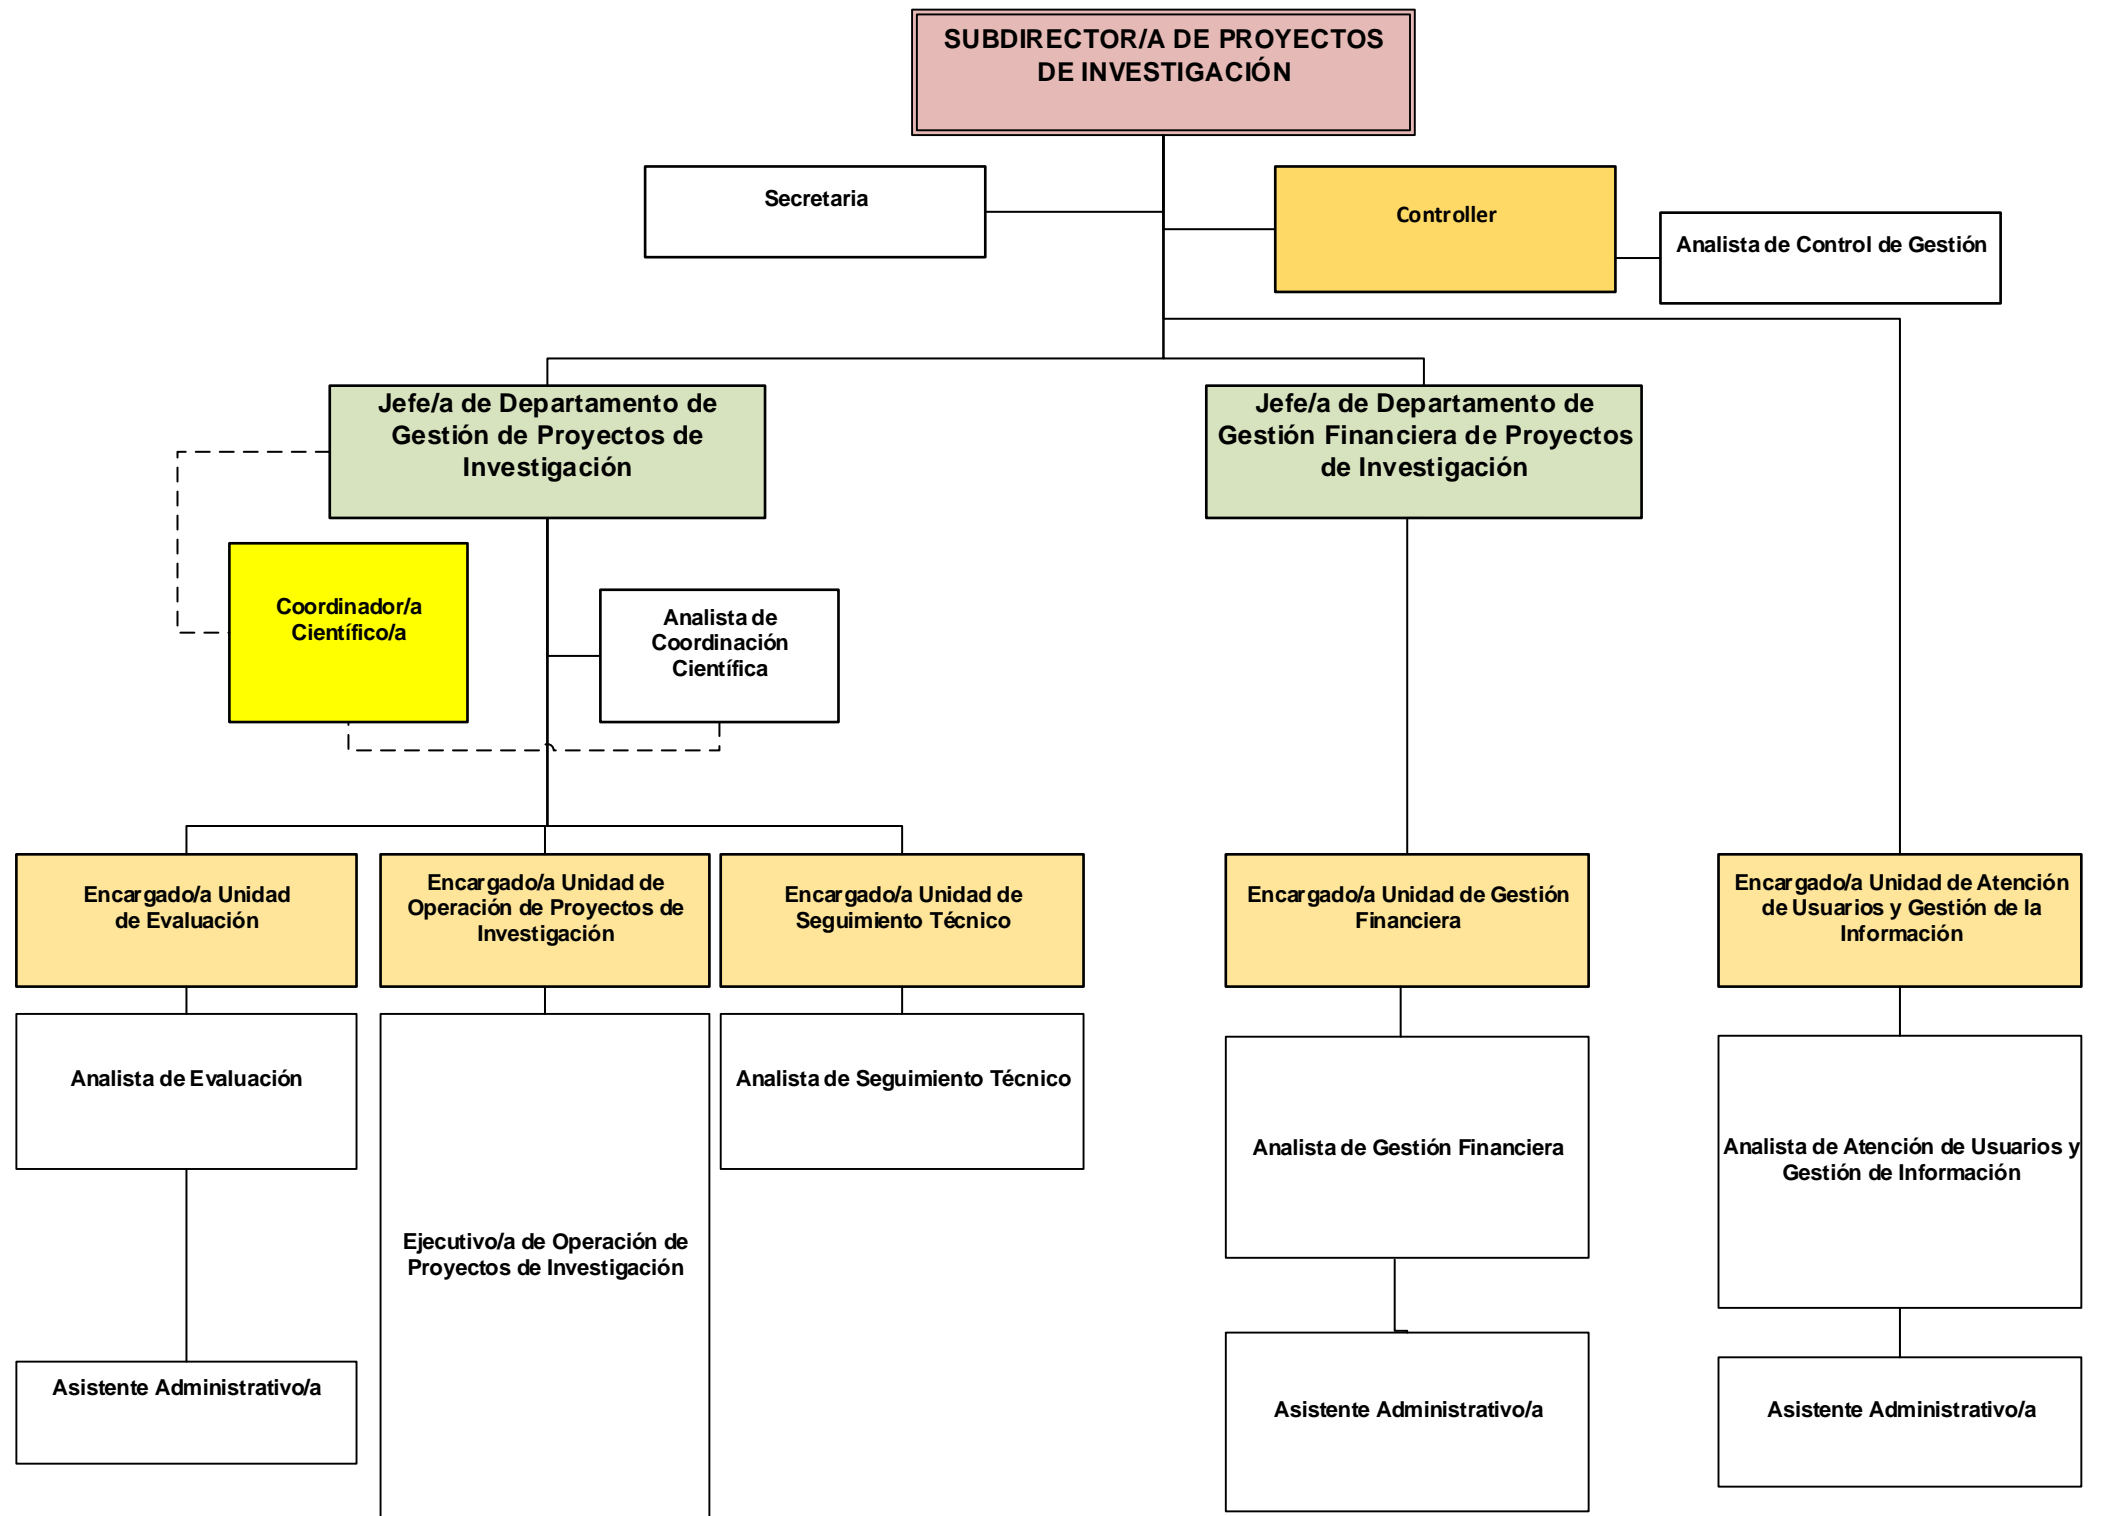 SUBDIRECTOR/A DE PROYECTOS
DE INVESTIGACIÓN
Secretaria
Controller
Analista de Control de Gestión
Jefe/a de Departamento de
Gestión de Proyectos de
Investigación
Jefe/a de Departamento de
Gestión Financiera de Proyectos
de Investigación
Coordinador/a
Científico/a
Analista de
Coordinación
Científica
Encargado/a Unidad
de Evaluación
Encargado/a Unidad de
Operación de Proyectos de
Investigación
Encargado/a Unidad de
Seguimiento Técnico
Encargado/a Unidad de Gestión
Financiera
Encargado/a Unidad de Atención
de Usuarios y Gestión de la
Información
Analista de Evaluación
Analista de Seguimiento Técnico
Analista de Gestión Financiera
Analista de Atención de Usuarios y
Gestión de Información
Ejecutivo/a de Operación de
Proyectos de Investigación
Asistente Administrativo/a
Asistente Administrativo/a
Asistente Administrativo/a